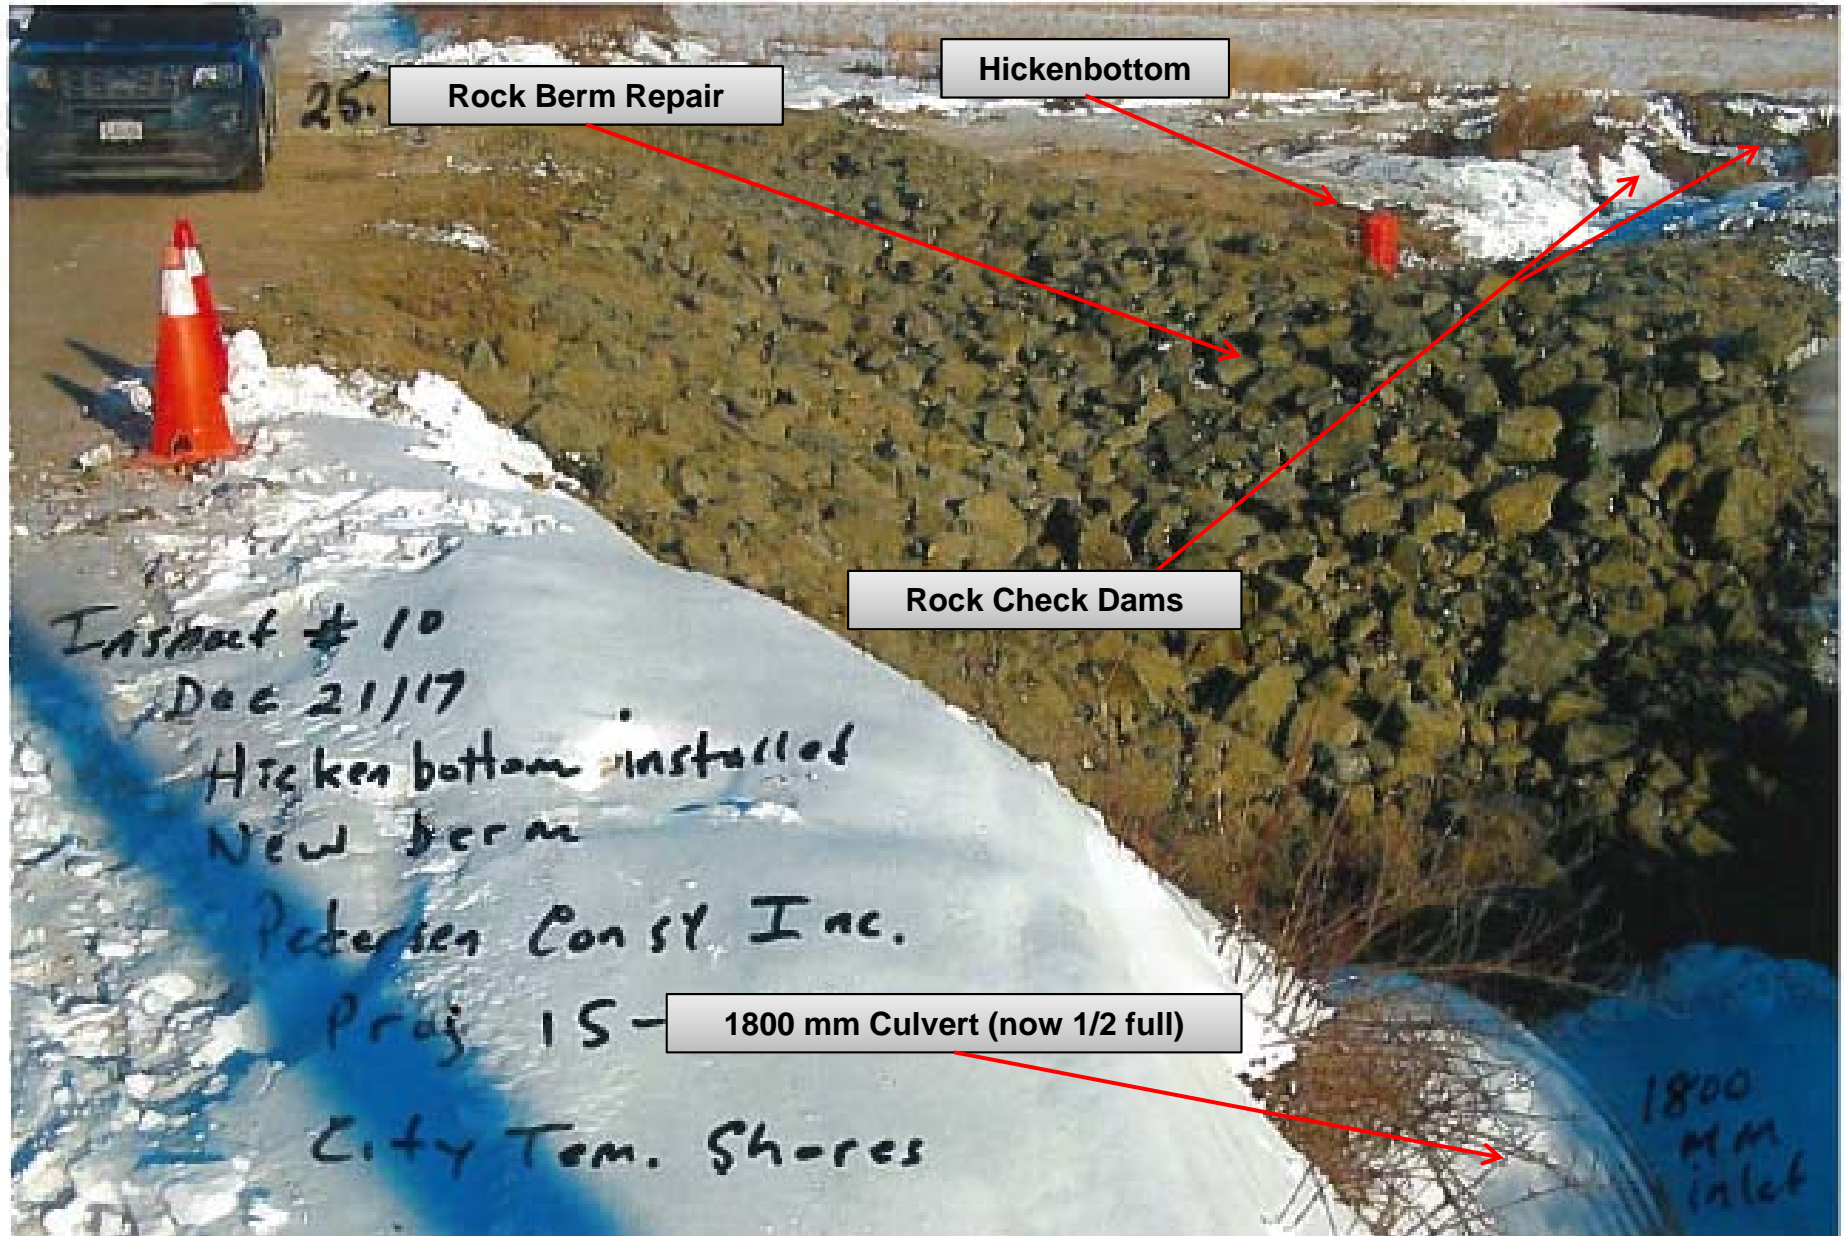 Hickenbottom
25.
Rock Berm Repair
Rock Check Dams
Inspect # 10
Dec 21/17
Hickenbottom installed
New berm
Petersen Const Inc.
Proj 15-
1800 mm Culvert (now 1/2 full)
City Tem. Shores
1800
mm
inlet